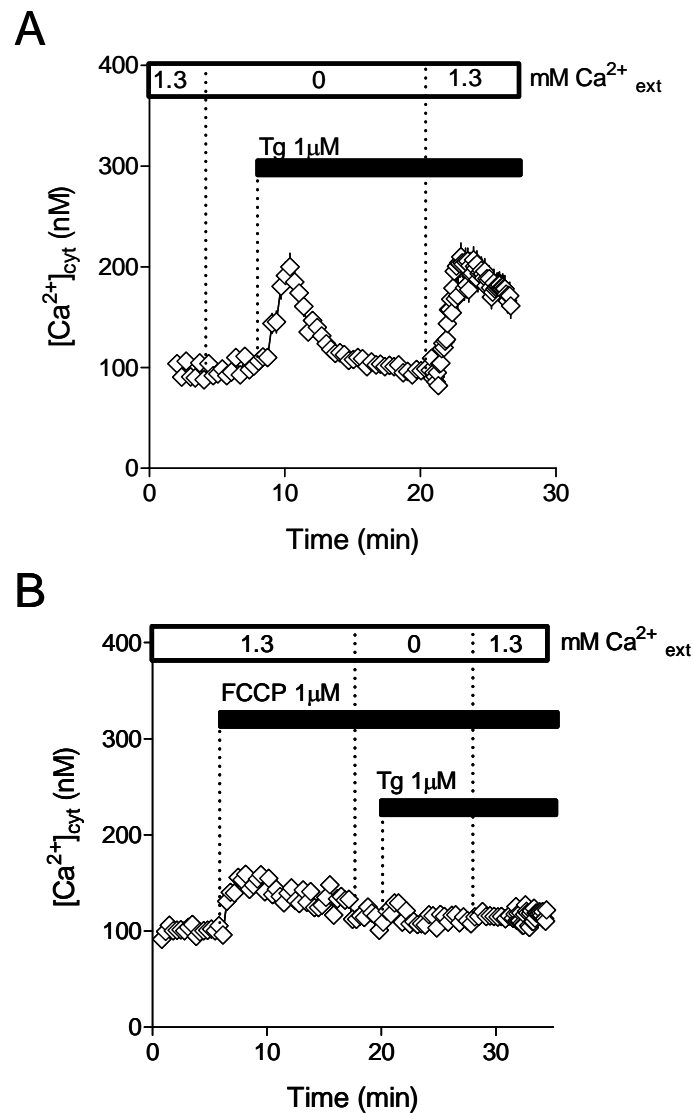 A
400
1.3 0 1.3 mM Ca²⁺ ext
Tg 1μM
300
200
100
0
[Ca²⁺]cyt (nM)
0 10 20 30
Time (min)
B
400
1.3 0 1.3 mM Ca²⁺ ext
FCCP 1μM
300
Tg 1μM
200
100
0
[Ca²⁺]cyt (nM)
0 10 20 30
Time (min)